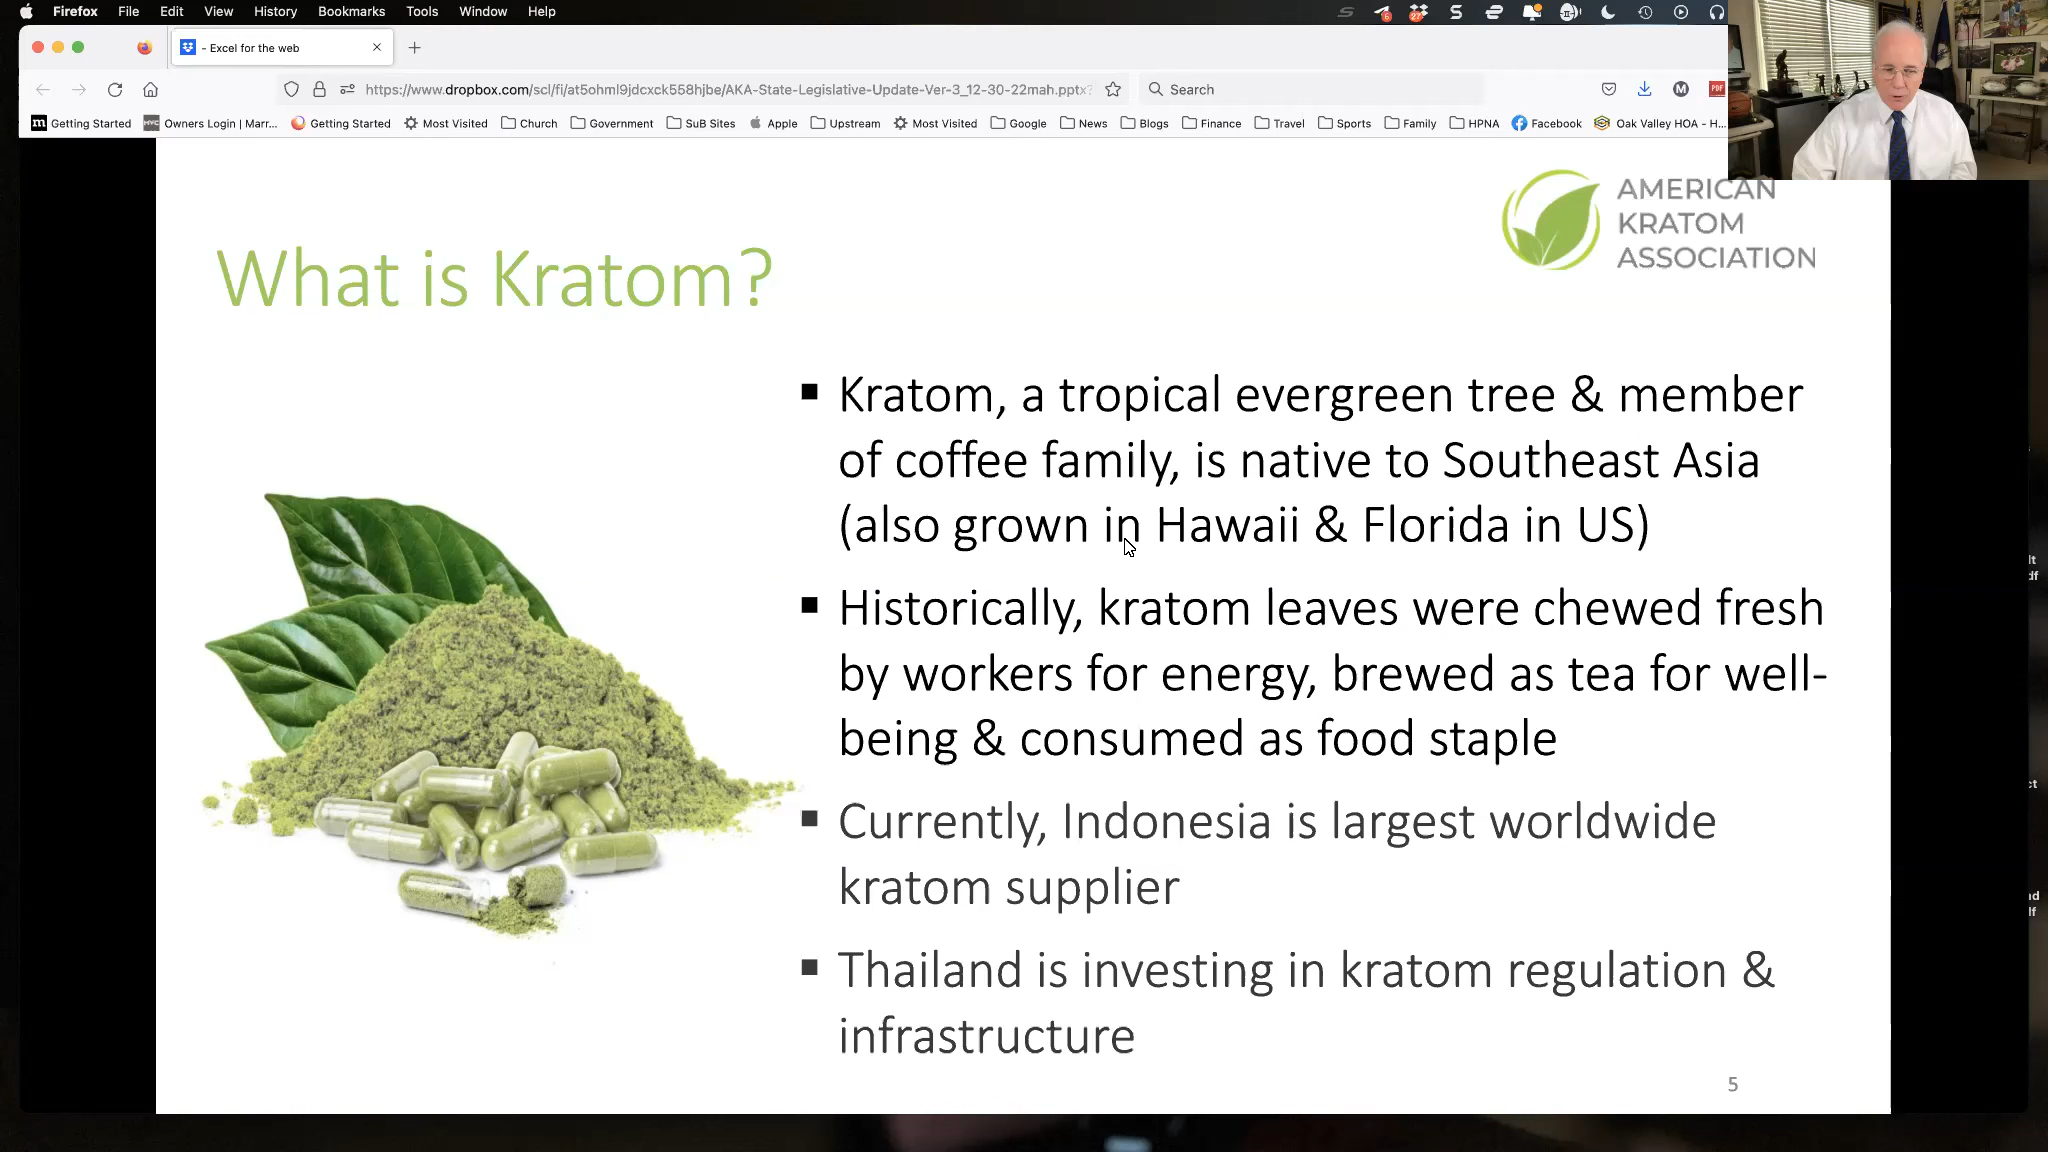 Firefox File Edit View History Bookmarks Tools Window Help
- Excel for the web
https://www.dropbox.com/scl/fi/at5ohml9jdcxck558hjbe/AKA-State-Legislative-Update-Ver-3_12-30-22mah.pptx?
Search
Getting Started Owners Login | Marr... Getting Started Most Visited Church Government SuB Sites Apple Upstream Most Visited Google News Blogs Finance Travel Sports Family HPNA Facebook Oak Valley HOA - H...
AMERICAN
KRATOM
ASSOCIATION
What is Kratom?
▪ Kratom, a tropical evergreen tree & member
of coffee family, is native to Southeast Asia
(also grown in Hawaii & Florida in US)
▪ Historically, kratom leaves were chewed fresh
by workers for energy, brewed as tea for well-
being & consumed as food staple
▪ Currently, Indonesia is largest worldwide
kratom supplier
▪ Thailand is investing in kratom regulation &
infrastructure
5